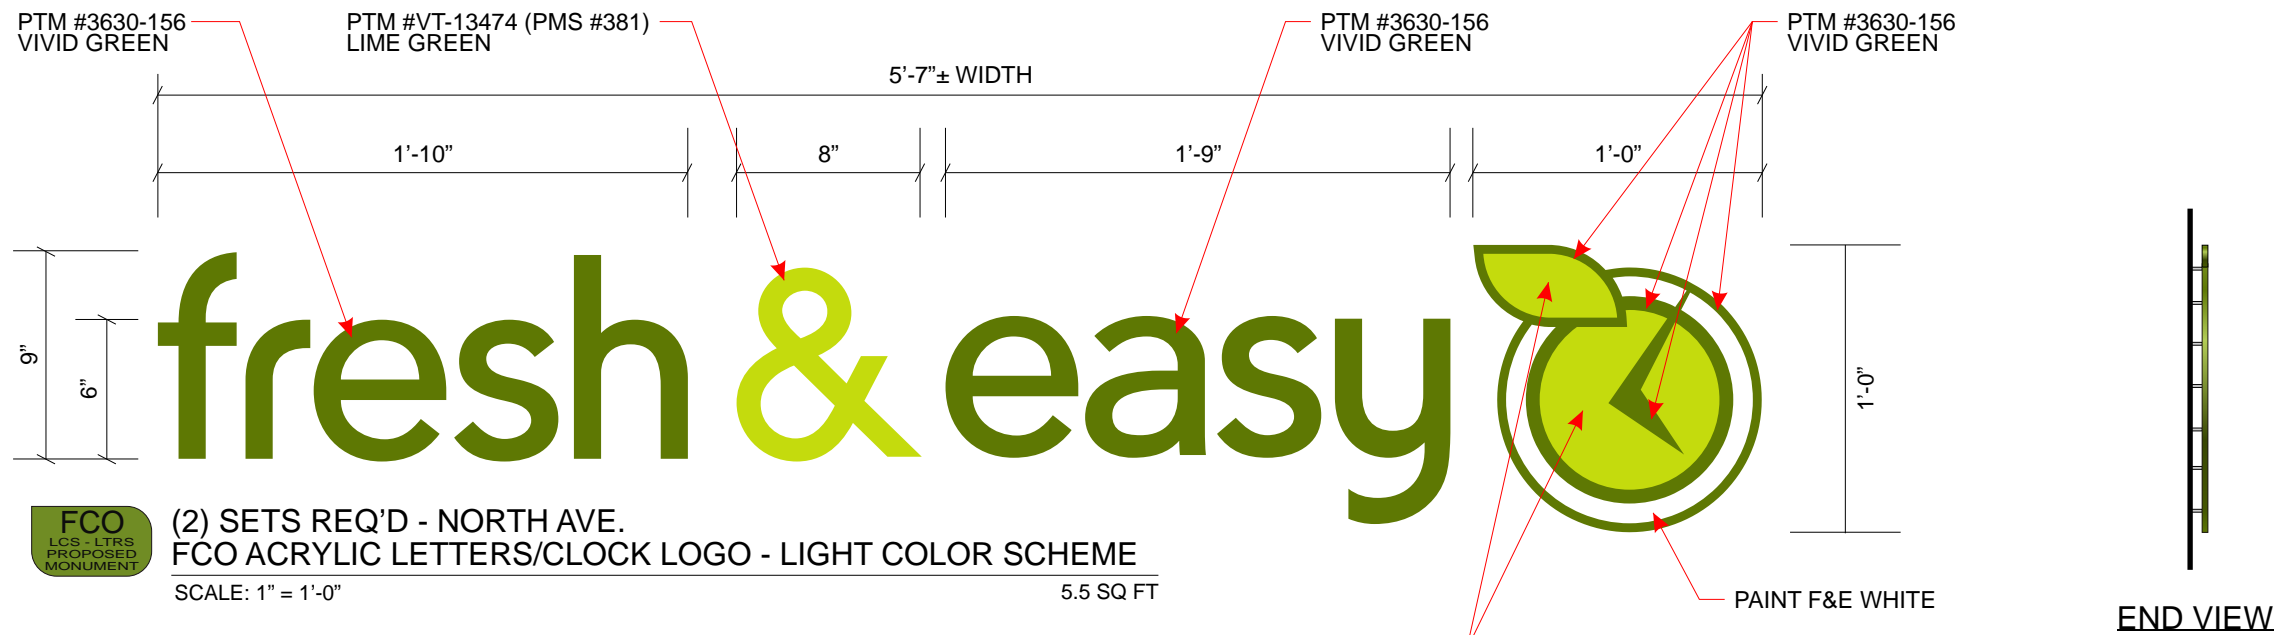 PTM #3630-156
VIVID GREEN
PTM #VT-13474 (PMS #381)
LIME GREEN
PTM #3630-156
VIVID GREEN
PTM #3630-156
VIVID GREEN
5’-7”± WIDTH
1’-10”
8”
1’-9”
1’-0”
9”
6”
fresh & easy
1’-0”
FCO
LCS - LTRS
PROPOSED
MONUMENT
(2) SETS REQ’D - NORTH AVE.
FCO ACRYLIC LETTERS/CLOCK LOGO - LIGHT COLOR SCHEME
SCALE: 1” = 1’-0”
5.5 SQ FT
PAINT F&E WHITE
END VIEW